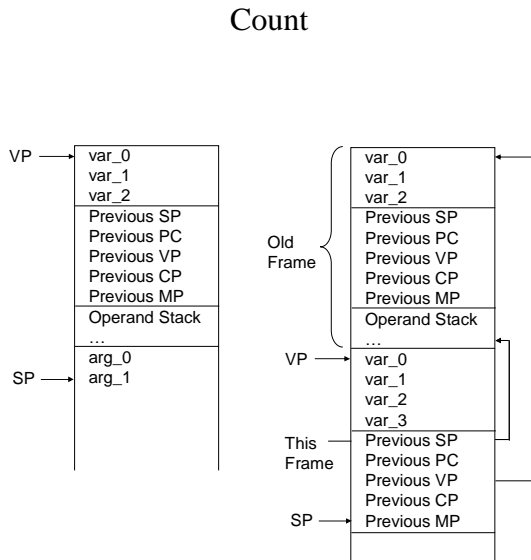 Count
VP
var_0
var_1
var_2
Previous SP
Previous PC
Previous VP
Previous CP
Previous MP
Operand Stack
...
arg_0
SP
arg_1
var_0
var_1
var_2
Old
Frame
Previous SP
Previous PC
Previous VP
Previous CP
Previous MP
Operand Stack
...
VP
var_0
var_1
var_2
var_3
This
Frame
Previous SP
Previous PC
Previous VP
Previous CP
SP
Previous MP